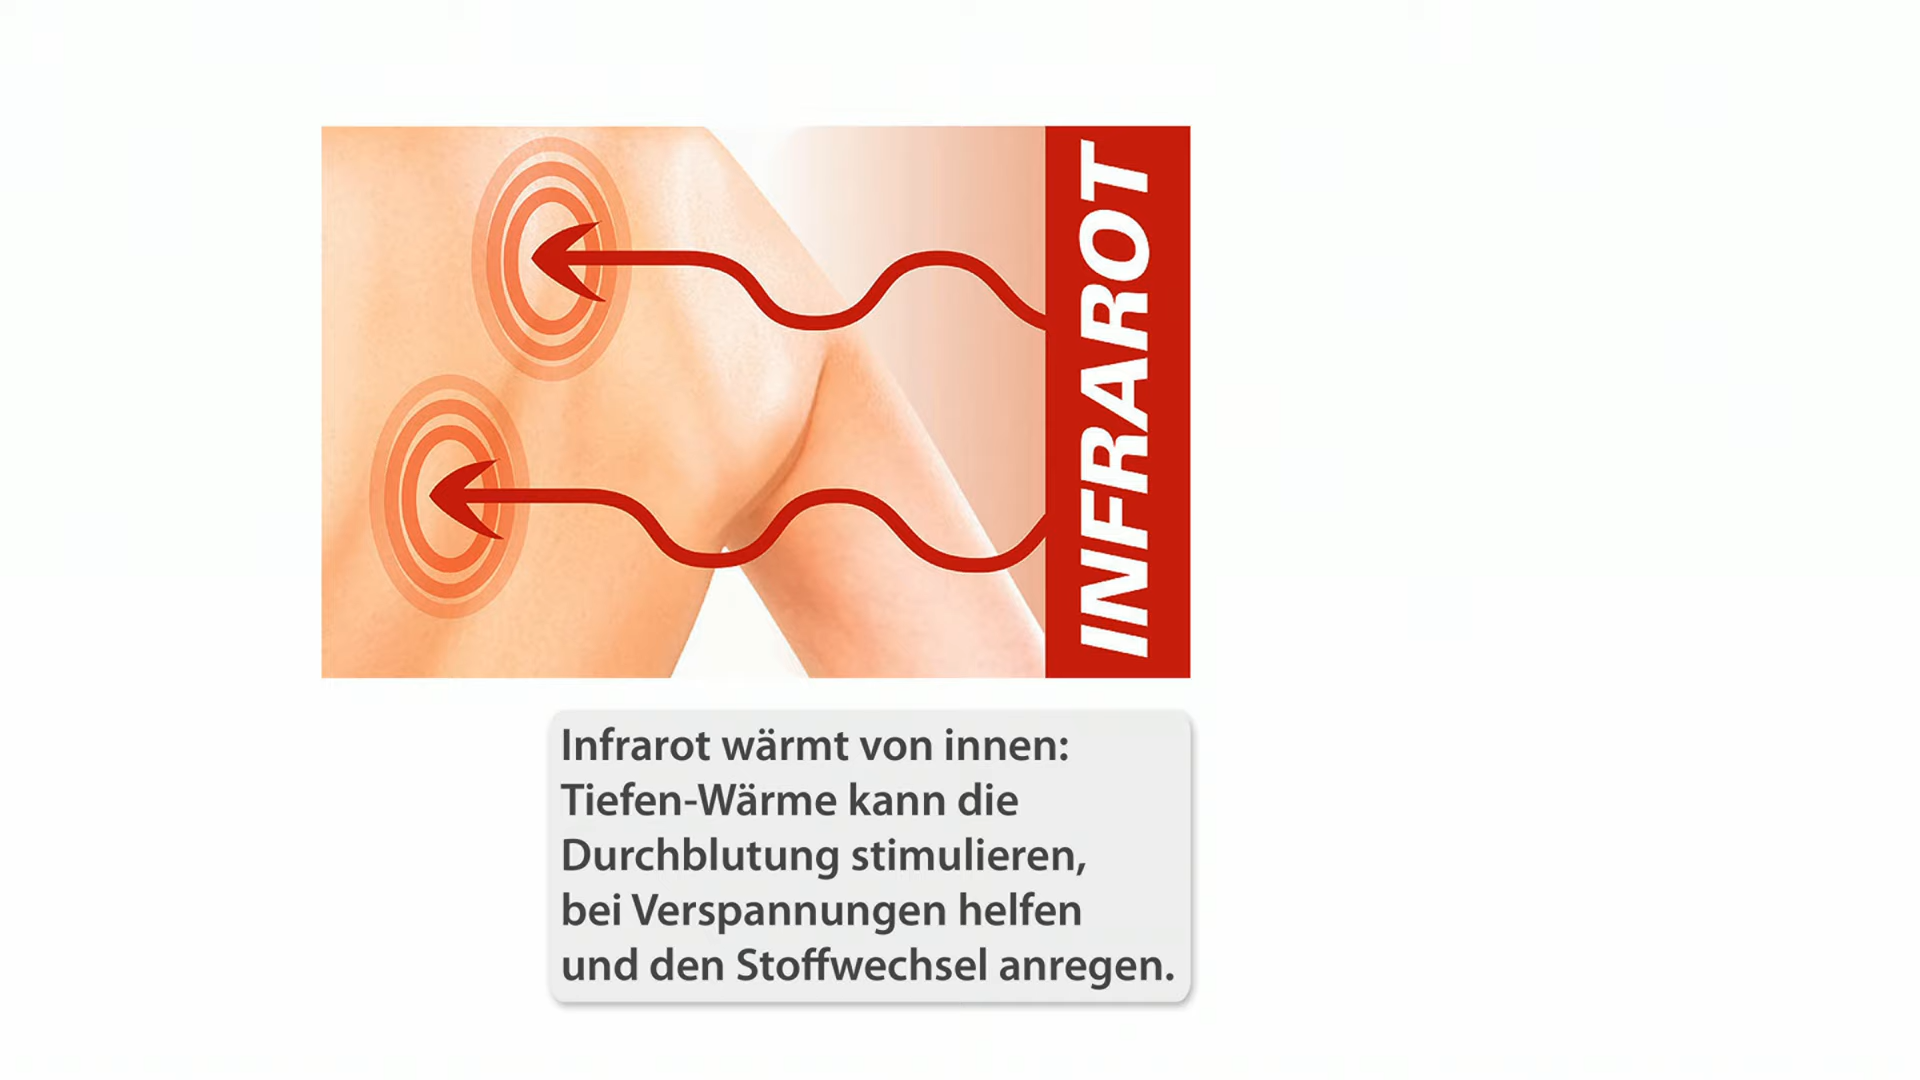 INFRAROT
Infrarot wärmt von innen:
Tiefen-Wärme kann die
Durchblutung stimulieren,
bei Verspannungen helfen
und den Stoffwechsel anregen.